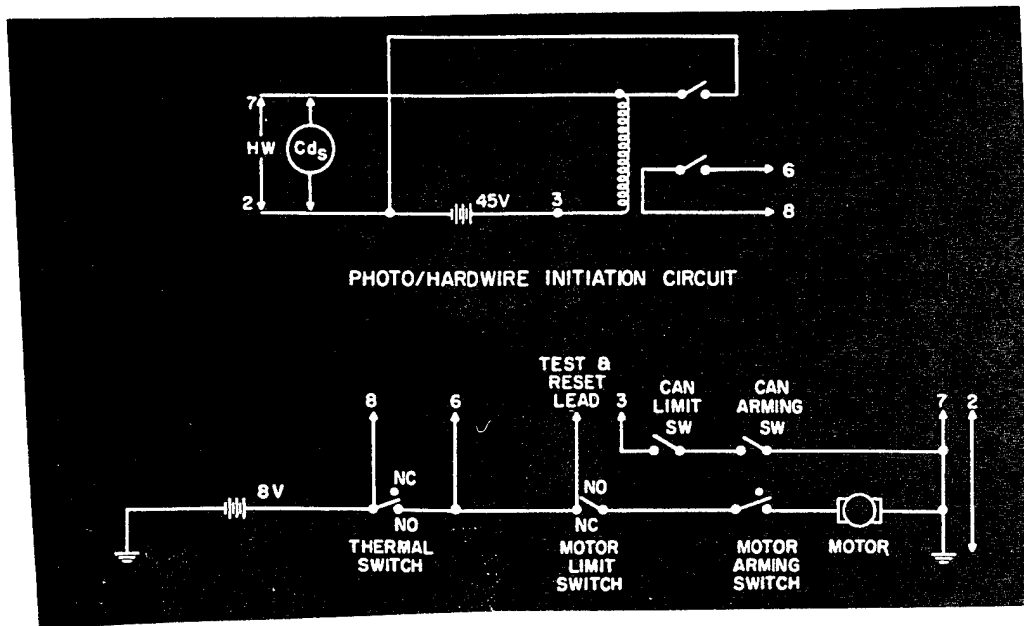 7
HW
CdS
2
45V
3
6
8
PHOTO/HARDWIRE INITIATION CIRCUIT
TEST &
RESET
LEAD
8
6
3
CAN
LIMIT
SW
CAN
ARMING
SW
7
2
8V
NC
NO
THERMAL
SWITCH
NO
NC
MOTOR
LIMIT
SWITCH
MOTOR
ARMING
SWITCH
MOTOR